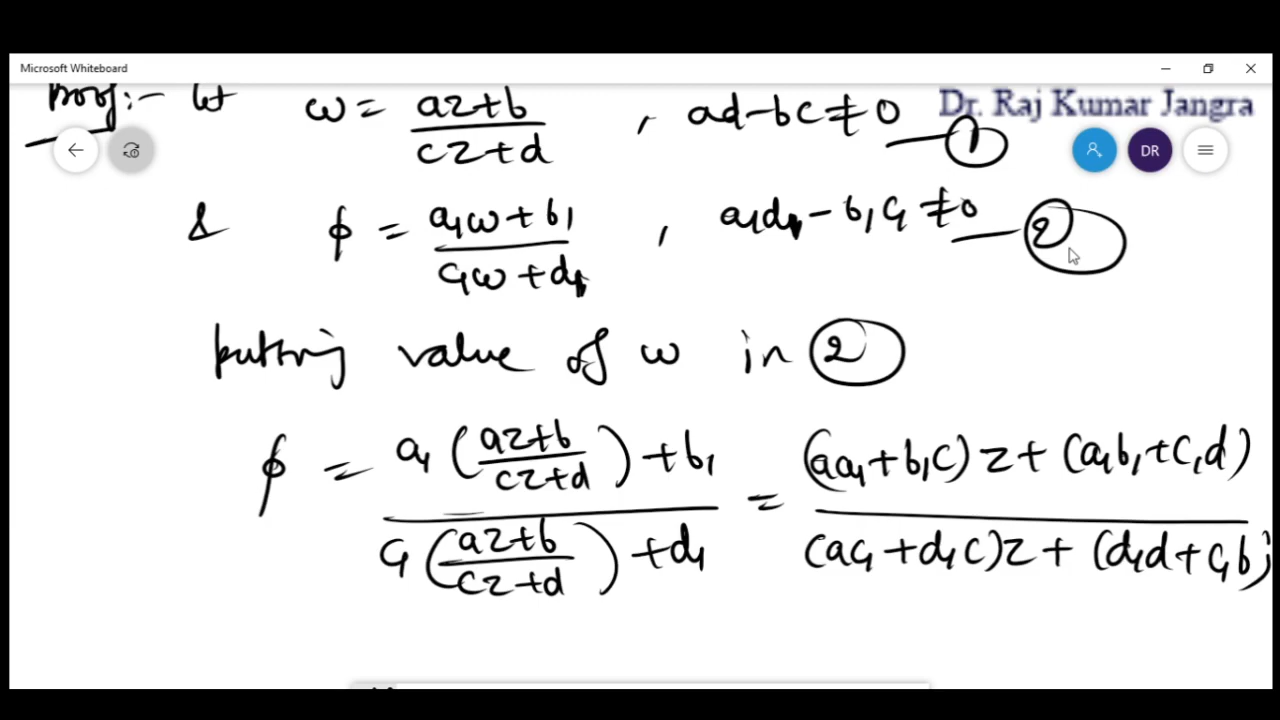 Microsoft Whiteboard
Proof:- let ω = (az+b)/(cz+d) , ad-bc≠0 — ①
Dr. Raj Kumar Jangra
DR
& ϕ = (a₁ω+b₁)/(c₁ω+d₁) , a₁d₁-b₁c₁≠0 — ②
putting value of ω in ②
ϕ = (a₁((az+b)/(cz+d))+b₁)/(c₁((az+b)/(cz+d))+d₁) = ((aa₁+b₁c)z+(a₁b₁+c₁d))/((ac₁+d₁c)z+(d₁d+c₁b)